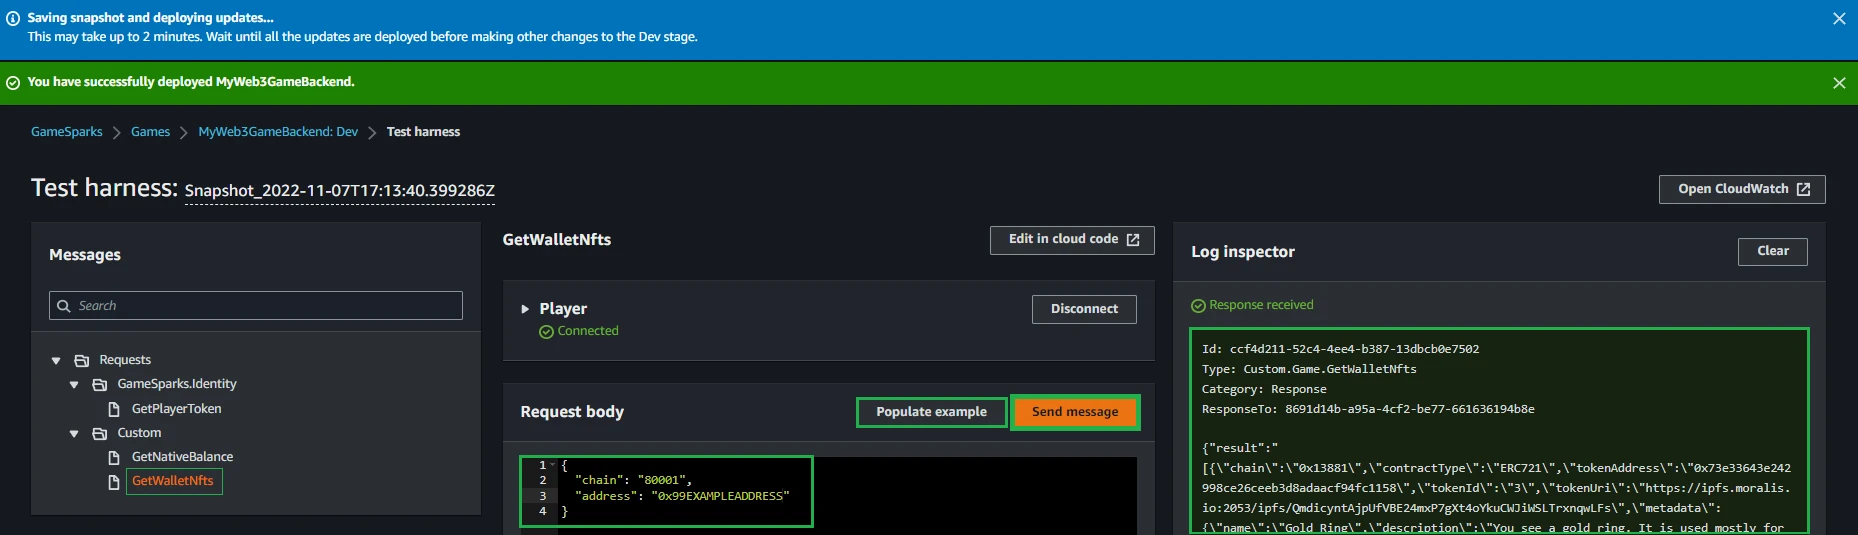 Saving snapshot and deploying updates...
This may take up to 2 minutes. Wait until all the updates are deployed before making other changes to the Dev stage.
You have successfully deployed MyWeb3GameBackend.
GameSparks > Games > MyWeb3GameBackend: Dev > Test harness
Test harness: Snapshot_2022-11-07T17:13:40.399286Z
Open CloudWatch
Messages
Search
Requests
GameSparks.Identity
GetPlayerToken
Custom
GetNativeBalance
GetWalletNfts
GetWalletNfts
Edit in cloud code
Player
Connected
Disconnect
Request body
Populate example
Send message
1 {
2 "chain": "80001",
3 "address": "0x99EXAMPLEADDRESS"
4 }
Log inspector
Clear
Response received
Id: ccf4d211-52c4-4ee4-b387-13dbcb0e7502
Type: Custom.Game.GetWalletNfts
Category: Response
ResponseTo: 8691d14b-a95a-4cf2-be77-661636194b8e
{"result":"
[{\"chain\":\"0x13881\",\"contractType\":\"ERC721\",\"tokenAddress\":\"0x73e33643e242
998ce26ceeb3d8adaacf94fc1158\",\"tokenId\":\"3\",\"tokenUri\":\"https://ipfs.moralis.
io:2053/ipfs/QmdicyntAjpUfVBE24mxP7gXt4oYkuCWJiWSLTrxnqwLFs\",\"metadata\":
{\"name\":\"Gold Ring\",\"description\":\"You see a gold ring. It is used mostly for